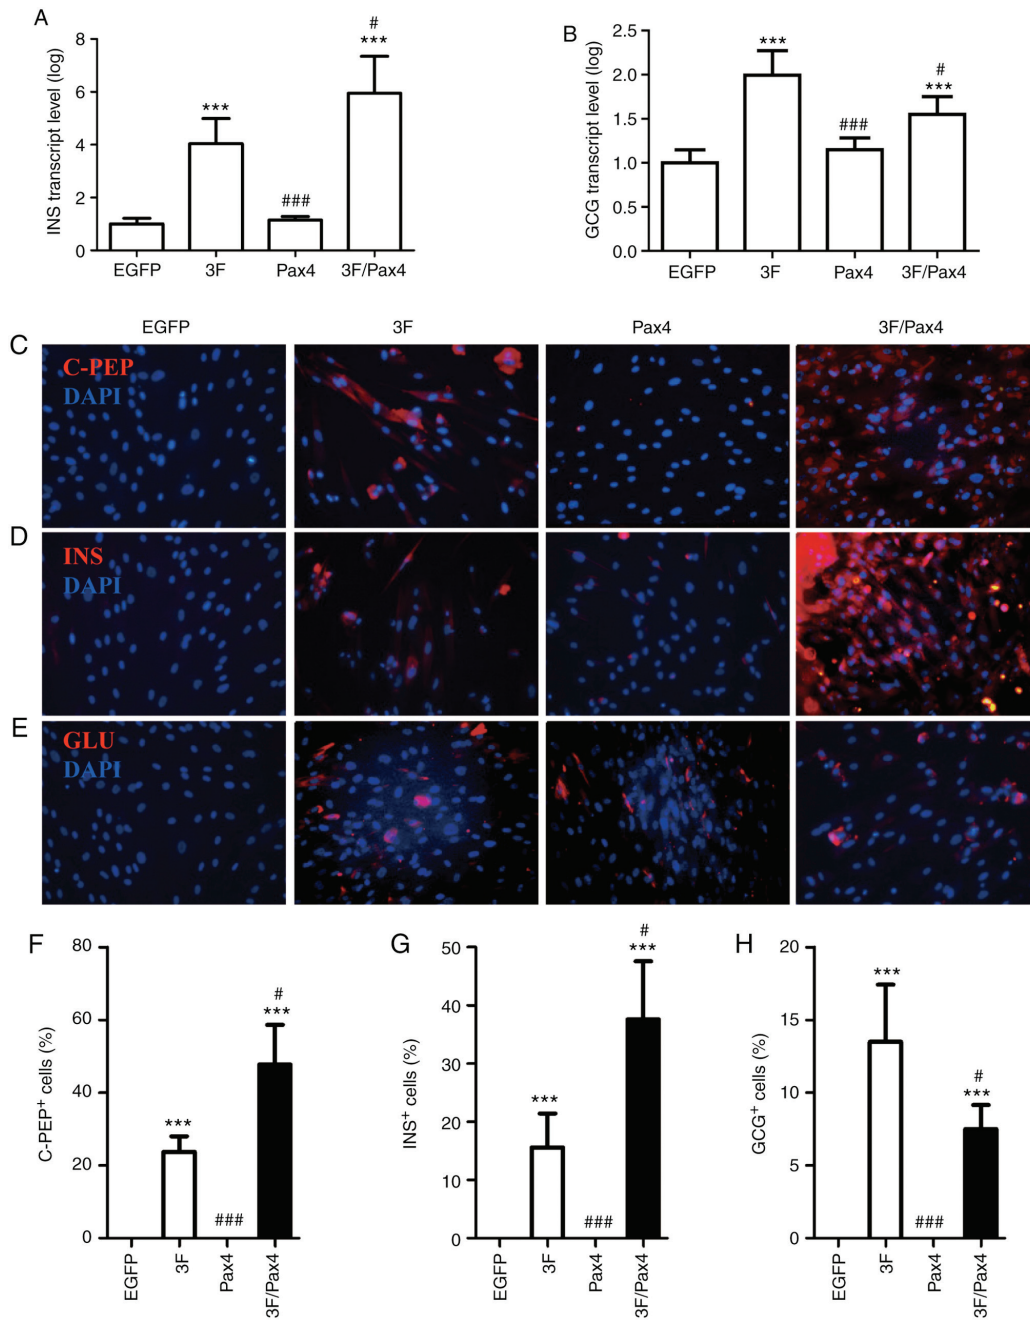 A
INS transcript level (log)
8
6
4
2
0
***
###
#
***
EGFP 3F Pax4 3F/Pax4
B
GCG transcript level (log)
2.5
2.0
1.5
1.0
0.5
0.0
***
###
#
***
EGFP 3F Pax4 3F/Pax4
EGFP 3F Pax4 3F/Pax4
C
C-PEP
DAPI
D
INS
DAPI
E
GLU
DAPI
F
C-PEP+ cells (%)
80
60
40
20
0
***
###
#
***
EGFP 3F Pax4 3F/Pax4
G
INS+ cells (%)
50
40
30
20
10
0
***
###
#
***
EGFP 3F Pax4 3F/Pax4
H
GCG+ cells (%)
20
15
10
5
0
***
###
#
***
EGFP 3F Pax4 3F/Pax4